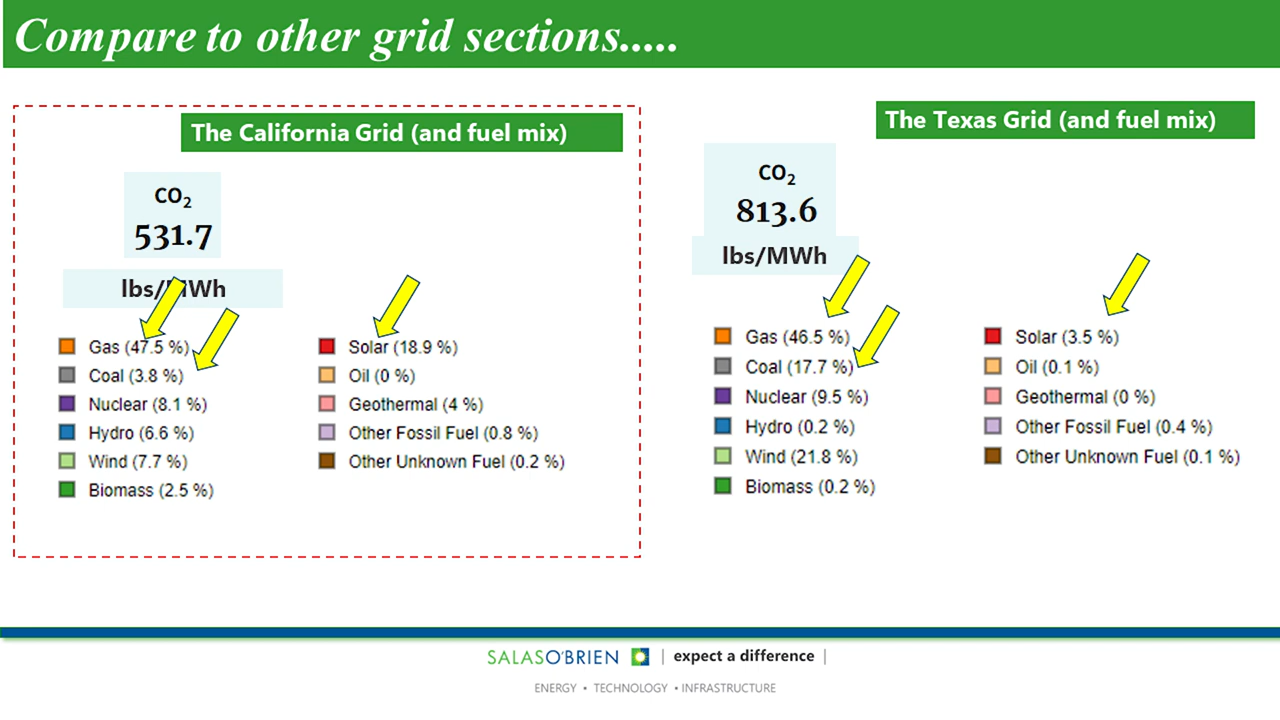 Compare to other grid sections.....
The California Grid (and fuel mix)
CO2
531.7
lbs/MWh
Gas (47.5 %)
Coal (3.8 %)
Nuclear (8.1 %)
Hydro (6.6 %)
Wind (7.7 %)
Biomass (2.5 %)
Solar (18.9 %)
Oil (0 %)
Geothermal (4 %)
Other Fossil Fuel (0.8 %)
Other Unknown Fuel (0.2 %)
The Texas Grid (and fuel mix)
CO2
813.6
lbs/MWh
Gas (46.5 %)
Coal (17.7 %)
Nuclear (9.5 %)
Hydro (0.2 %)
Wind (21.8 %)
Biomass (0.2 %)
Solar (3.5 %)
Oil (0.1 %)
Geothermal (0 %)
Other Fossil Fuel (0.4 %)
Other Unknown Fuel (0.1 %)
SALASO'BRIEN | expect a difference |
ENERGY • TECHNOLOGY • INFRASTRUCTURE